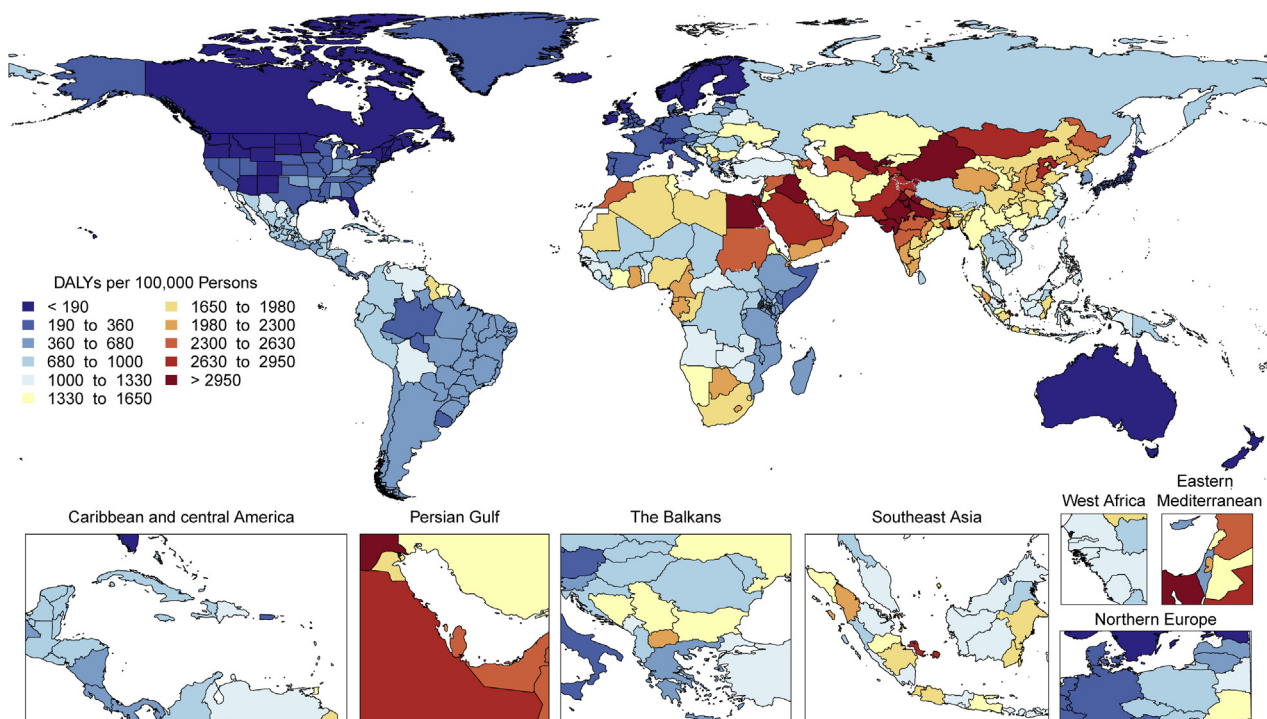 DALYs per 100,000 Persons
< 190
190 to 360
360 to 680
680 to 1000
1000 to 1330
1330 to 1650
1650 to 1980
1980 to 2300
2300 to 2630
2630 to 2950
> 2950
Caribbean and central America
Persian Gulf
The Balkans
Southeast Asia
West Africa
Eastern
Mediterranean
Northern Europe